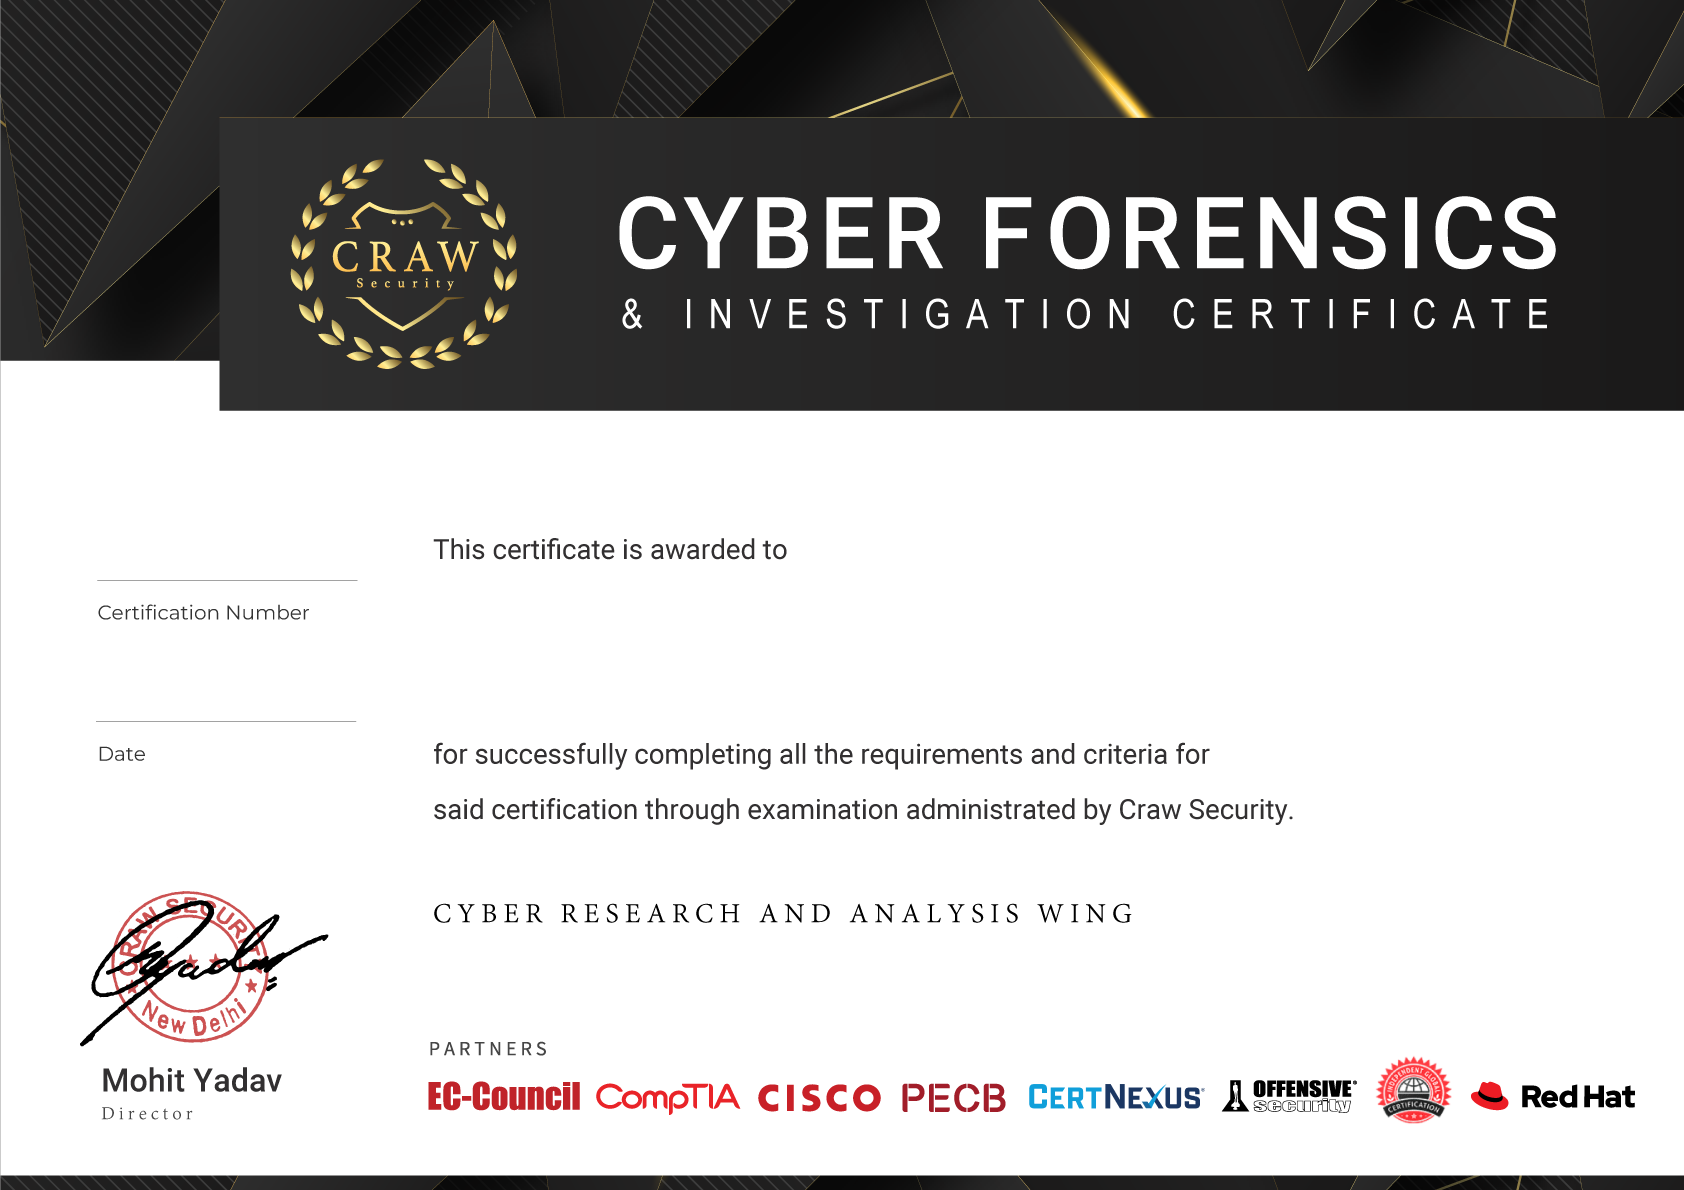 CRAW
Security
CYBER FORENSICS
& INVESTIGATION CERTIFICATE
This certificate is awarded to
Certification Number
Date
for successfully completing all the requirements and criteria for
said certification through examination administrated by Craw Security.
CYBER RESEARCH AND ANALYSIS WING
CRAW SECURITY
New Delhi
Mohit Yadav
Director
PARTNERS
EC-Council CompTIA CISCO PECB CERTNEXUS OFFENSIVE security INDEPENDENT GLOBAL CERTIFICATION Red Hat